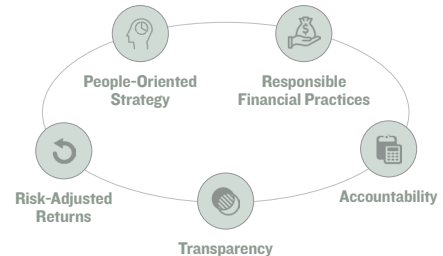 People-Oriented
Strategy
Responsible
Financial Practices
Risk-Adjusted
Returns
Accountability
Transparency
$